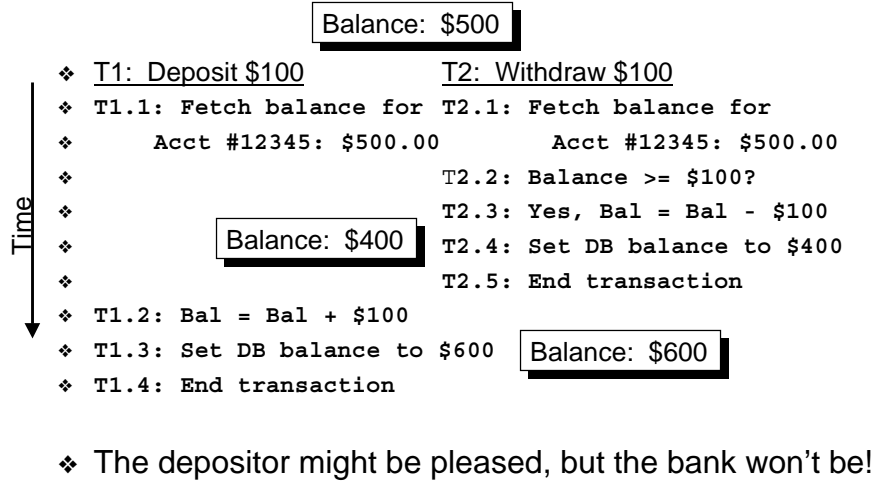 Balance: $500
❖ T1: Deposit $100 T2: Withdraw $100
❖ T1.1: Fetch balance for T2.1: Fetch balance for
❖ Acct #12345: $500.00 Acct #12345: $500.00
❖ T2.2: Balance >= $100?
❖ T2.3: Yes, Bal = Bal - $100
❖ Balance: $400 T2.4: Set DB balance to $400
❖ T2.5: End transaction
❖ T1.2: Bal = Bal + $100
❖ T1.3: Set DB balance to $600 Balance: $600
❖ T1.4: End transaction
Time
❖ The depositor might be pleased, but the bank won't be!